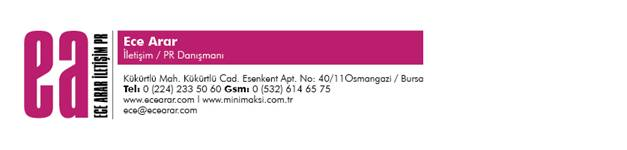 ea
ECE ARAR İLETİŞİM PR
Ece Arar
İletişim / PR Danışmanı
Kükürtlü Mah. Kükürtlü Cad. Esenkent Apt. No: 40/11Osmangazi / Bursa
Tel: 0 (224) 233 50 60 Gsm: 0 (532) 614 65 75
www.ecearar.com I www.minimaksi.com.tr
ece@ecearar.com